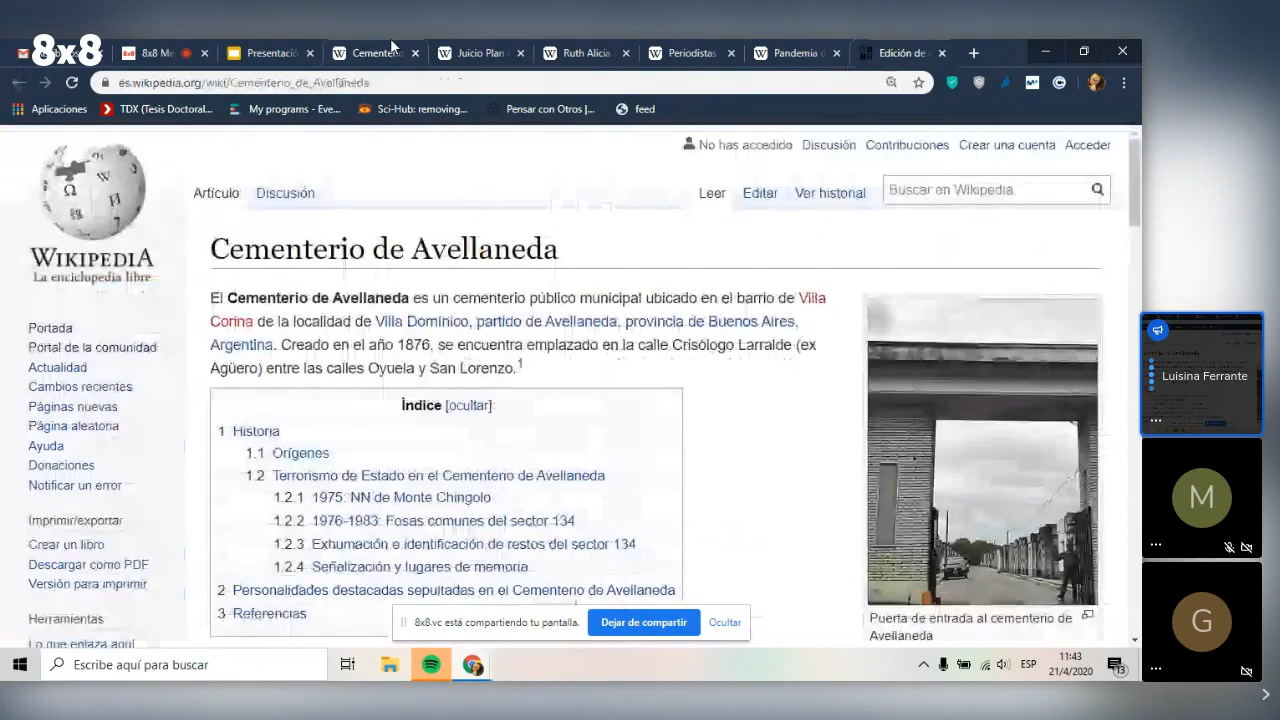 8x8
8x8 Me
Presentació
Cementeri
Juicio Plan
Ruth Alicia
Periodistas
Pandemia d
Edición de a
es.wikipedia.org/wiki/Cementerio_de_Avellaneda
Aplicaciones
TDX (Tesis Doctoral...
My programs - Eve...
Sci-Hub: removing...
Pensar con Otros |...
feed
No has accedido Discusión Contribuciones Crear una cuenta Acceder
Artículo Discusión Leer Editar Ver historial Buscar en Wikipedia
WIKIPEDIA
La enciclopedia libre
Cementerio de Avellaneda
El Cementerio de Avellaneda es un cementerio público municipal ubicado en el barrio de Villa
Corina de la localidad de Villa Domínico, partido de Avellaneda, provincia de Buenos Aires,
Argentina. Creado en el año 1876, se encuentra emplazado en la calle Crisólogo Larralde (ex
Agüero) entre las calles Oyuela y San Lorenzo.1
Portada
Portal de la comunidad
Actualidad
Cambios recientes
Páginas nuevas
Página aleatoria
Ayuda
Donaciones
Notificar un error
Imprimir/exportar
Crear un libro
Descargar como PDF
Versión para imprimir
Herramientas
Lo que enlaza aquí
Índice [ocultar]
1 Historia
1.1 Orígenes
1.2 Terrorismo de Estado en el Cementerio de Avellaneda
1.2.1 1975: NN de Monte Chingolo
1.2.2 1976-1983: Fosas comunes del sector 134
1.2.3 Exhumación e identificación de restos del sector 134
1.2.4 Señalización y lugares de memoria
2 Personalidades destacadas sepultadas en el Cementerio de Avellaneda
3 Referencias
Puerta de entrada al cementerio de
Avellaneda
8x8.vc está compartiendo tu pantalla. Dejar de compartir Ocultar
Luisina Ferrante
M
G
Escribe aquí para buscar
ESP
11:43
21/4/2020
13